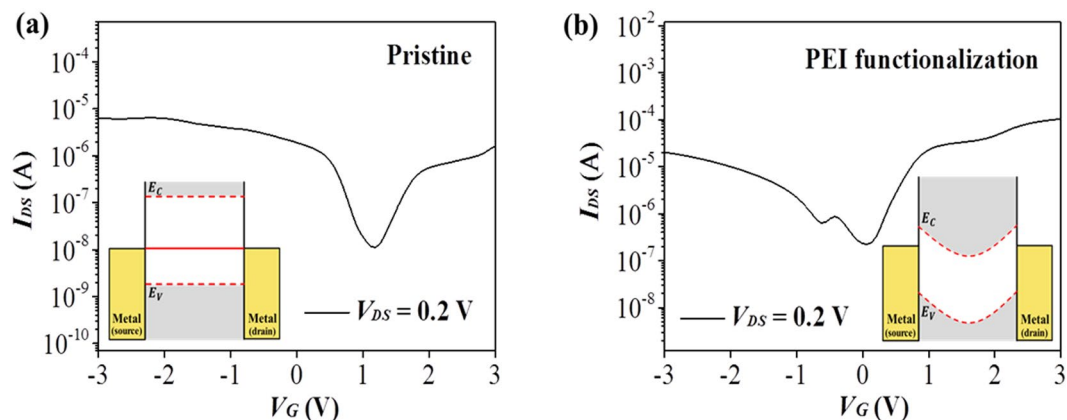 (a)
Pristine
I_DS (A)
10^-4
10^-5
10^-6
10^-7
10^-8
10^-9
10^-10
E_C
E_V
Metal
(source)
Metal
(drain)
V_DS = 0.2 V
-3 -2 -1 0 1 2 3
V_G (V)
(b)
PEI functionalization
I_DS (A)
10^-2
10^-3
10^-4
10^-5
10^-6
10^-7
10^-8
E_C
E_V
Metal
(source)
Metal
(drain)
V_DS = 0.2 V
-3 -2 -1 0 1 2 3
V_G (V)